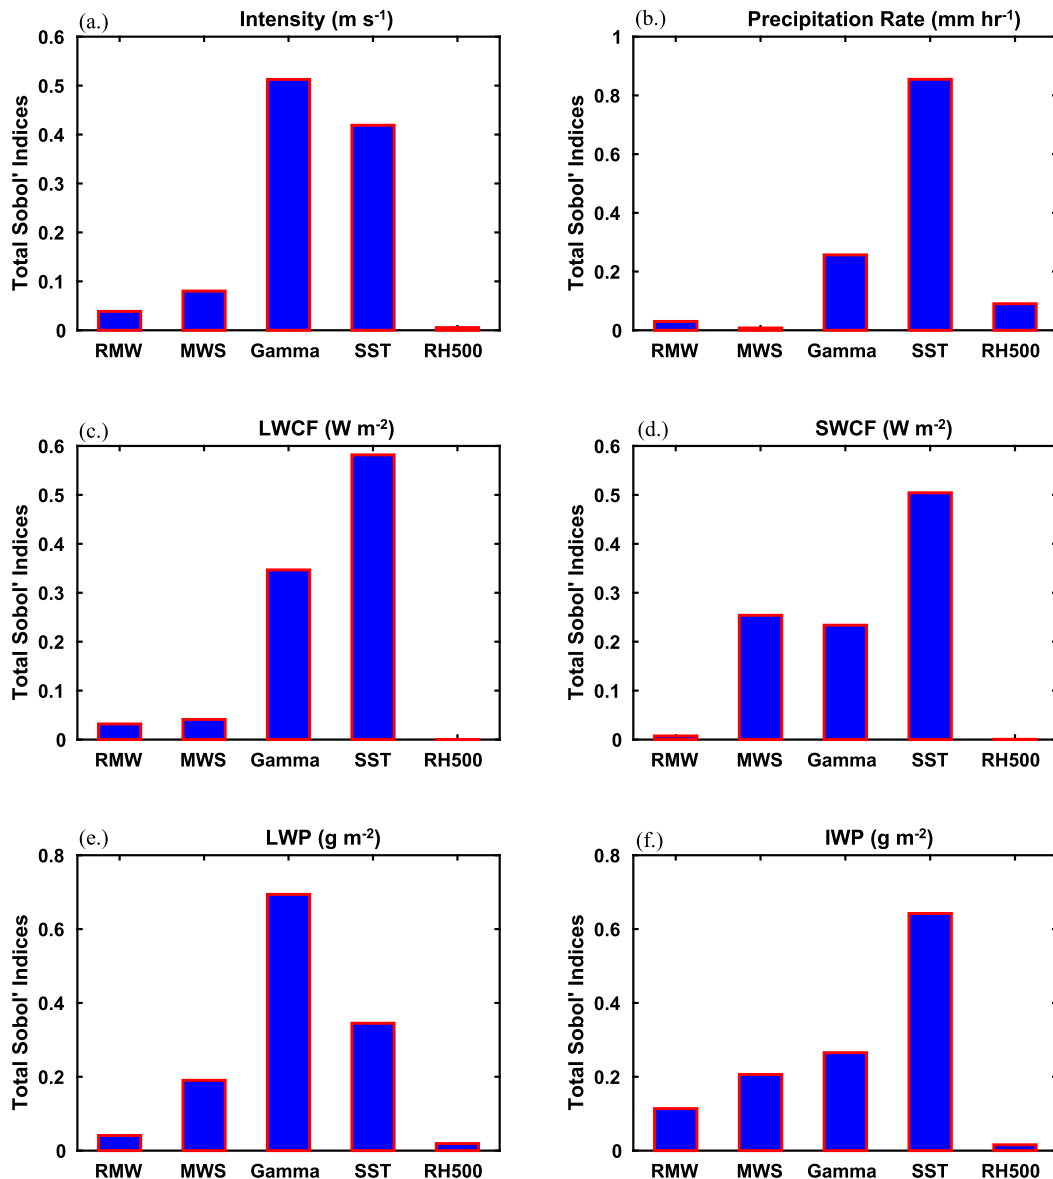 (a.) Intensity (m s-1)
Total Sobol' Indices
0.6
0.5
0.4
0.3
0.2
0.1
0
RMW MWS Gamma SST RH500
(b.) Precipitation Rate (mm hr-1)
Total Sobol' Indices
1
0.8
0.6
0.4
0.2
0
RMW MWS Gamma SST RH500
(c.) LWCF (W m-2)
Total Sobol' Indices
0.6
0.5
0.4
0.3
0.2
0.1
0
RMW MWS Gamma SST RH500
(d.) SWCF (W m-2)
Total Sobol' Indices
0.6
0.5
0.4
0.3
0.2
0.1
0
RMW MWS Gamma SST RH500
(e.) LWP (g m-2)
Total Sobol' Indices
0.8
0.6
0.4
0.2
0
RMW MWS Gamma SST RH500
(f.) IWP (g m-2)
Total Sobol' Indices
0.8
0.6
0.4
0.2
0
RMW MWS Gamma SST RH500